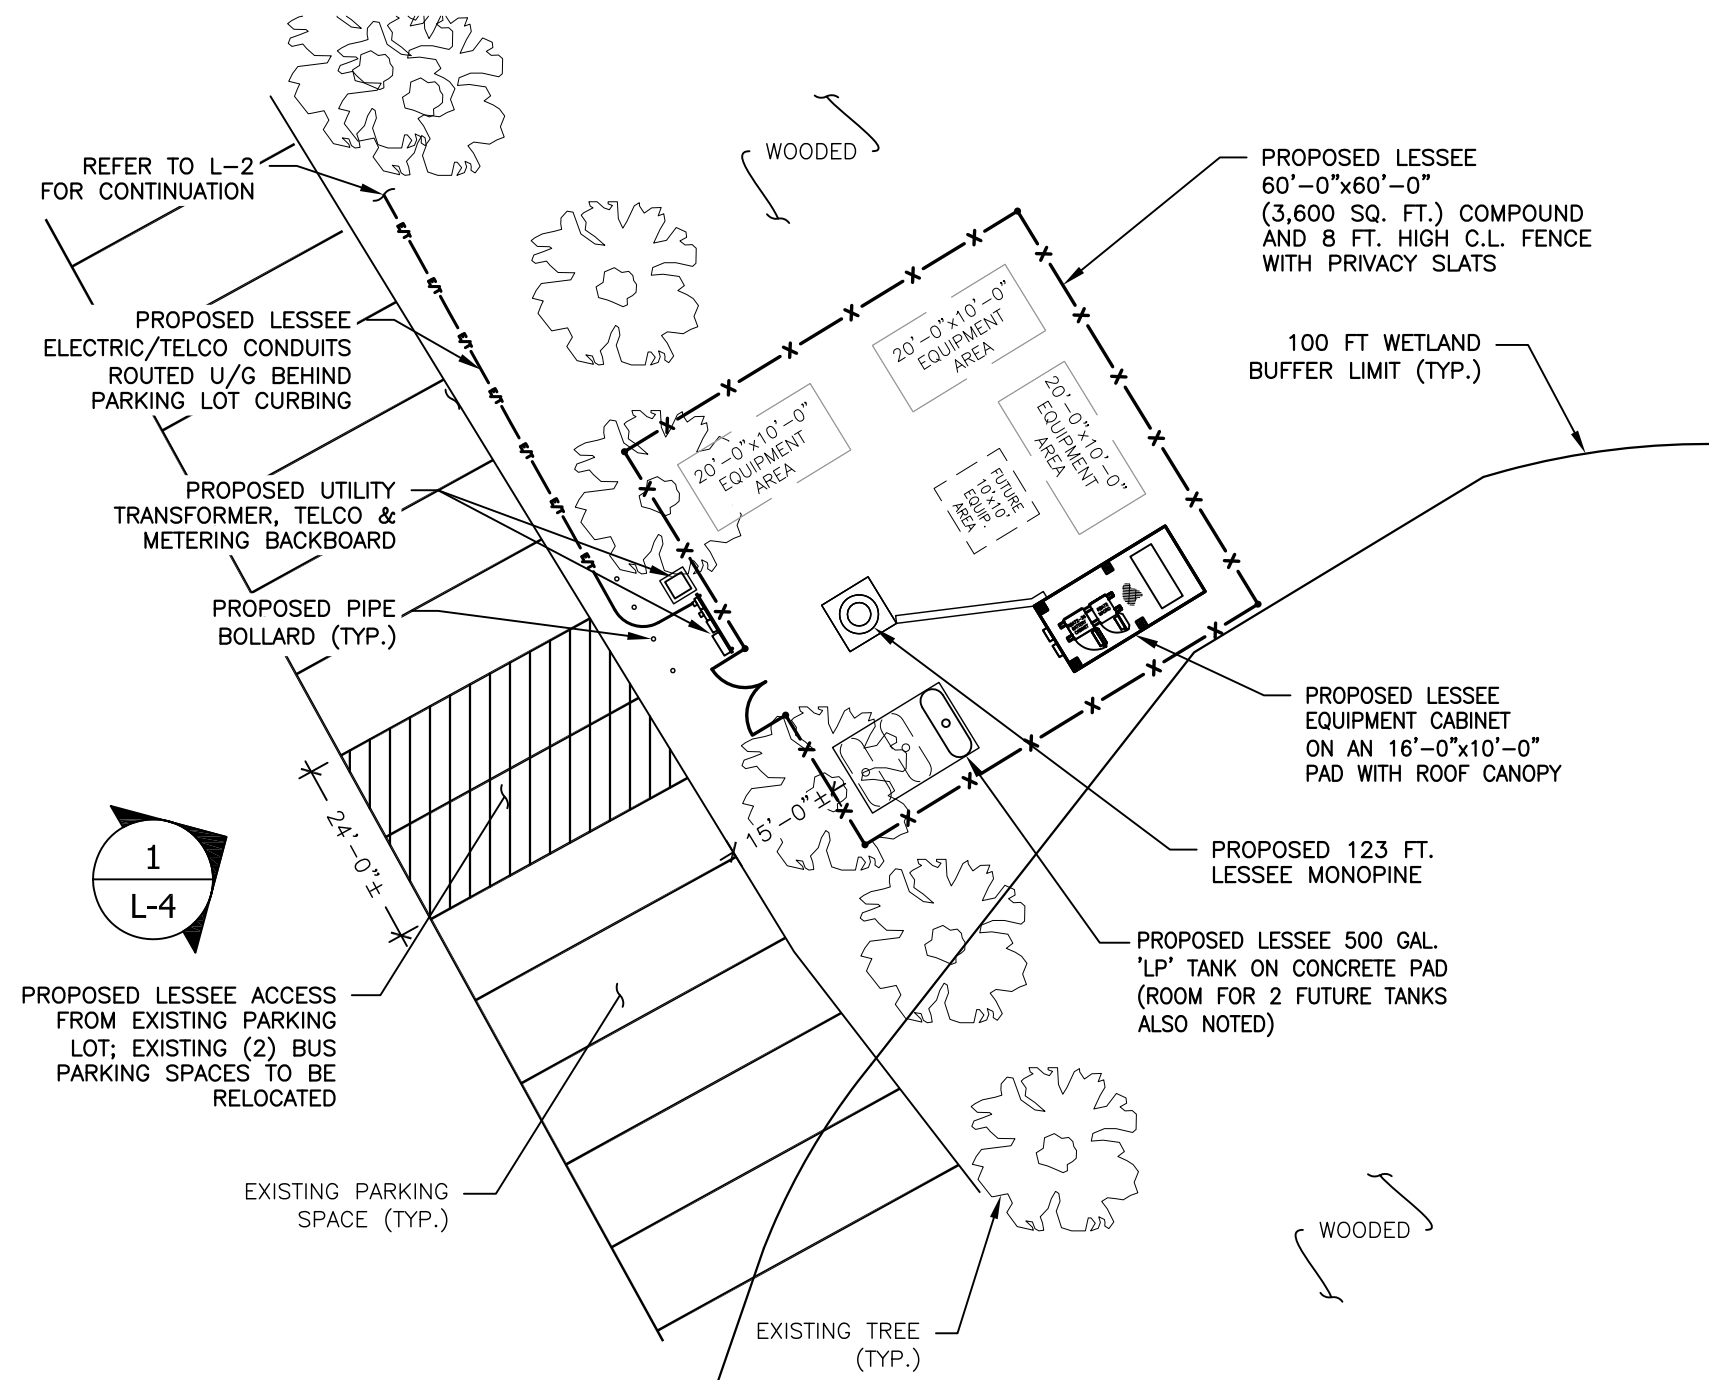 WOODED
REFER TO L-2
FOR CONTINUATION
PROPOSED LESSEE
60'-0"x60'-0"
(3,600 SQ. FT.) COMPOUND
AND 8 FT. HIGH C.L. FENCE
WITH PRIVACY SLATS
PROPOSED LESSEE
ELECTRIC/TELCO CONDUITS
ROUTED U/G BEHIND
PARKING LOT CURBING
E/T
E/T
E/T
E/T
E/T
E/T
E/T
20'-0"x10'-0"
EQUIPMENT
AREA
20'-0"x10'-0"
EQUIPMENT
AREA
20'-0"x10'-0"
EQUIPMENT
AREA
FUTURE
10'x10'
EQUIP.
AREA
100 FT WETLAND
BUFFER LIMIT (TYP.)
PROPOSED UTILITY
TRANSFORMER, TELCO &
METERING BACKBOARD
PROPOSED PIPE
BOLLARD (TYP.)
PROPOSED LESSEE
EQUIPMENT CABINET
ON AN 16'-0"x10'-0"
PAD WITH ROOF CANOPY
24'-0"±
15'-0"±
1
L-4
PROPOSED 123 FT.
LESSEE MONOPINE
PROPOSED LESSEE 500 GAL.
'LP' TANK ON CONCRETE PAD
(ROOM FOR 2 FUTURE TANKS
ALSO NOTED)
PROPOSED LESSEE ACCESS
FROM EXISTING PARKING
LOT; EXISTING (2) BUS
PARKING SPACES TO BE
RELOCATED
EXISTING PARKING
SPACE (TYP.)
WOODED
EXISTING TREE
(TYP.)